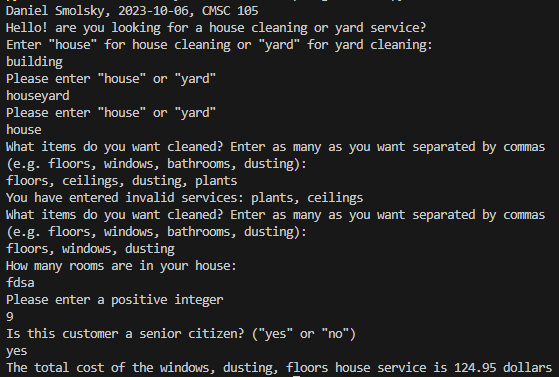 Daniel Smolsky, 2023-10-06, CMSC 105
Hello! are you looking for a house cleaning or yard service?
Enter "house" for house cleaning or "yard" for yard cleaning:
building
Please enter "house" or "yard"
houseyard
Please enter "house" or "yard"
house
What items do you want cleaned? Enter as many as you want separated by commas
(e.g. floors, windows, bathrooms, dusting):
floors, ceilings, dusting, plants
You have entered invalid services: plants, ceilings
What items do you want cleaned? Enter as many as you want separated by commas
(e.g. floors, windows, bathrooms, dusting):
floors, windows, dusting
How many rooms are in your house:
fdsa
Please enter a positive integer
9
Is this customer a senior citizen? ("yes" or "no")
yes
The total cost of the windows, dusting, floors house service is 124.95 dollars